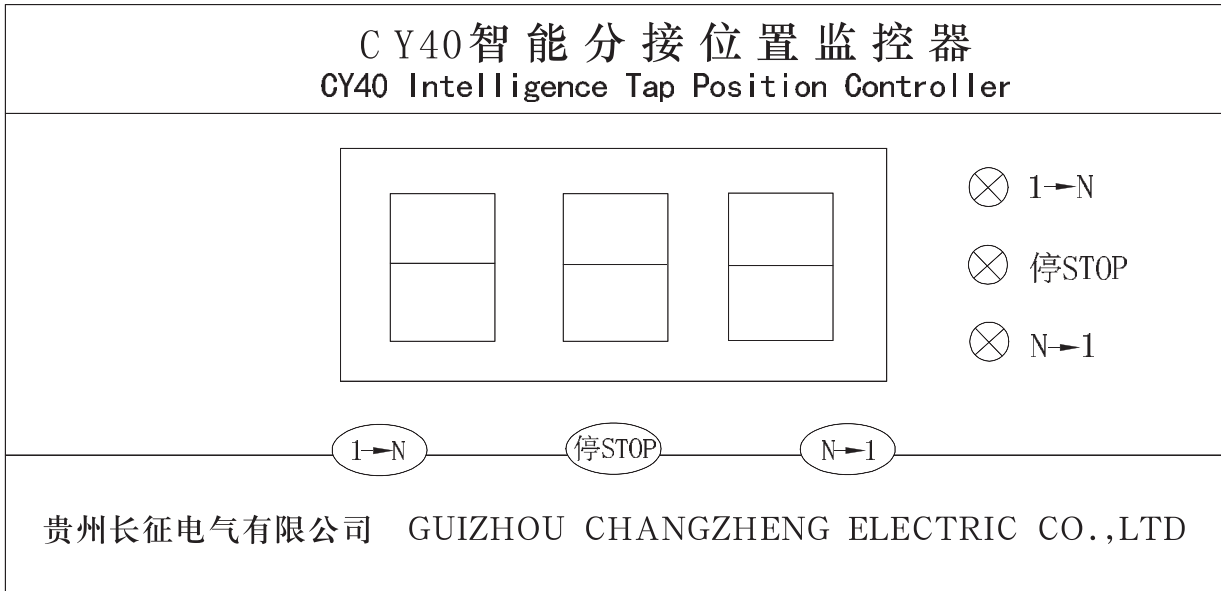 CY40智能分接位置监控器
CY40 Intelligence Tap Position Controller
1→N
停STOP
N→1
1→N 停STOP N→1
贵州长征电气有限公司 GUIZHOU CHANGZHENG ELECTRIC CO.,LTD